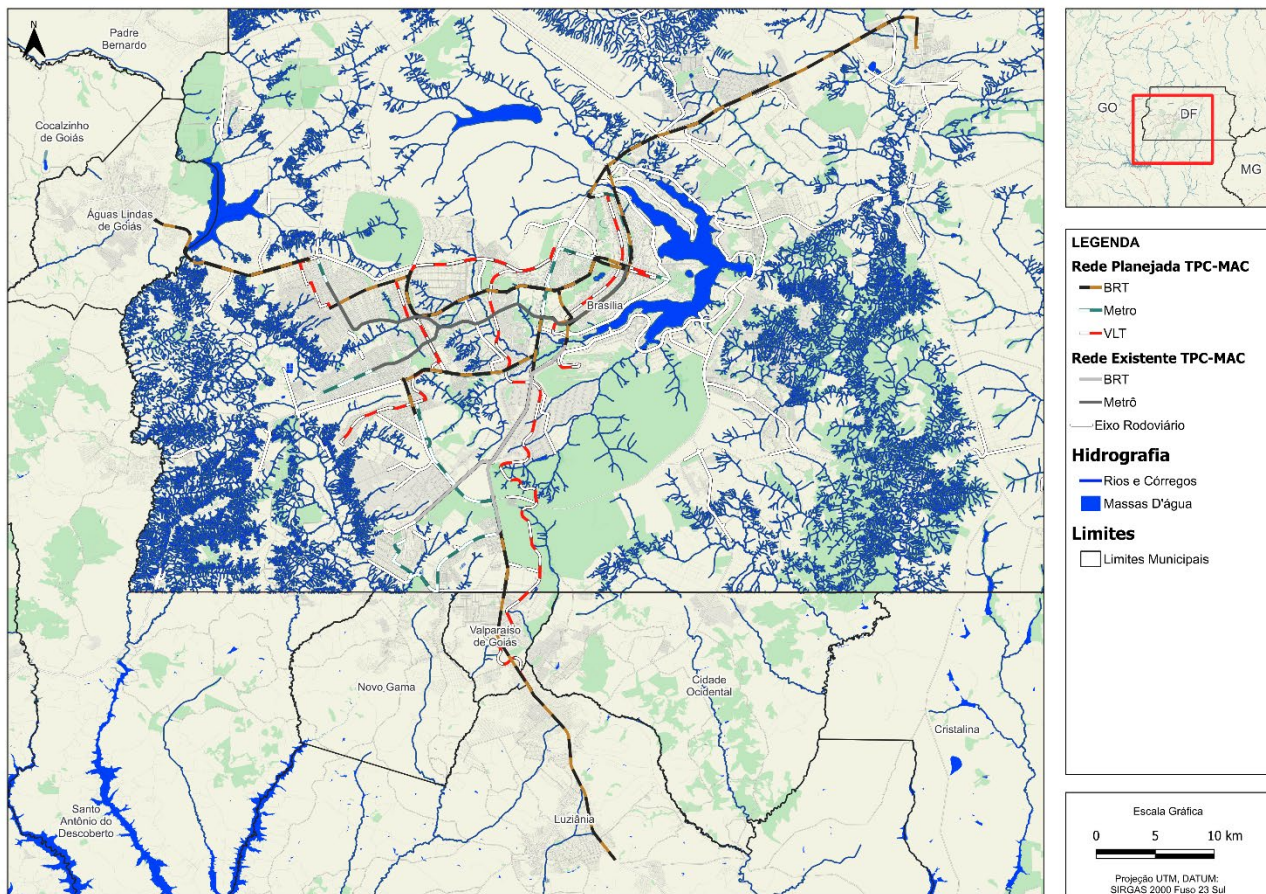 N
Padre
Bernardo
Cocalzinho
de Goiás
Águas Lindas
de Goiás
Brasília
Valparaíso
de Goiás
Novo Gama
Cidade
Ocidental
Cristalina
Santo
Antônio do
Descoberto
Luziânia
GO
DF
MG
LEGENDA
Rede Planejada TPC-MAC
BRT
Metro
VLT
Rede Existente TPC-MAC
BRT
Metrô
Eixo Rodoviário
Hidrografia
Rios e Córregos
Massas D'água
Limites
Limites Municipais
Escala Gráfica
0 5 10 km
Projeção UTM, DATUM:
SIRGAS 2000 Fuso 23 Sul